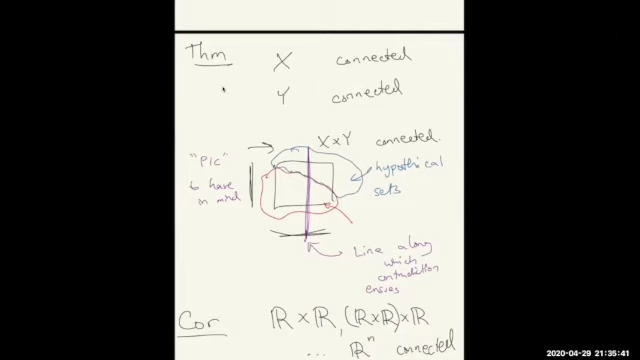 Thm X connected
Y connected
X×Y connected.
"PIC"
to have
in mind
hypothical
sets
Line along
which
contradiction
ensues
Cor ℝ × ℝ, (ℝ×ℝ)×ℝ
... ℝⁿ connected
2020-04-29 21:35:41